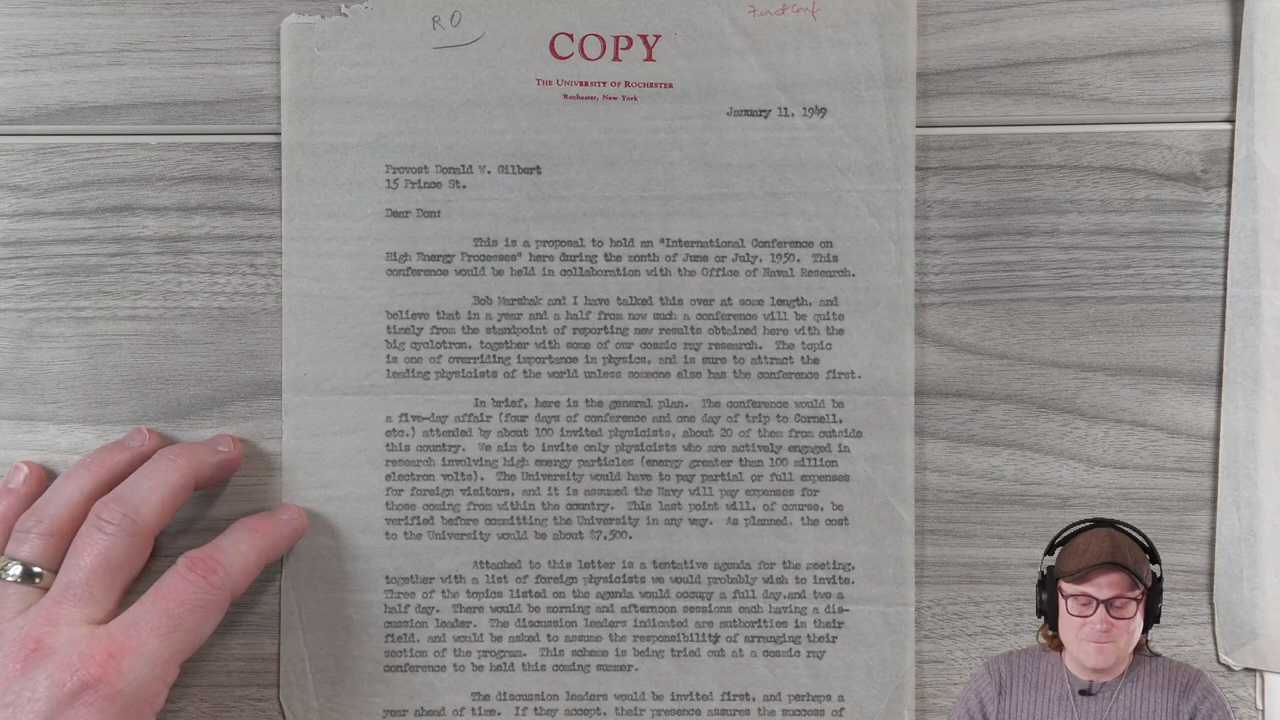 RO
First Conf
COPY
THE UNIVERSITY OF ROCHESTER
Rochester, New York
January 11, 1949
Provost Donald W. Gilbert
15 Prince St.
Dear Don:
This is a proposal to hold an "International Conference on
High Energy Processes" here during the month of June or July, 1950. This
conference would be held in collaboration with the Office of Naval Research.
Bob Marshak and I have talked this over at some length, and
believe that in a year and a half from now such a conference will be quite
timely from the standpoint of reporting new results obtained here with the
big cyclotron, together with some of our cosmic ray research. The topic
is one of overriding importance in physics, and is sure to attract the
leading physicists of the world unless someone else has the conference first.
In brief, here is the general plan. The conference would be
a five-day affair (four days of conference and one day of trip to Cornell,
etc.) attended by about 100 invited physicists, about 20 of them from outside
this country. We aim to invite only physicists who are actively engaged in
research involving high energy particles (energy greater than 100 million
electron volts). The University would have to pay partial or full expenses
for foreign visitors, and it is assumed the Navy will pay expenses for
those coming from within the country. This last point will, of course, be
verified before committing the University in any way. As planned, the cost
to the University would be about $7,500.
Attached to this letter is a tentative agenda for the meeting,
together with a list of foreign physicists we would probably wish to invite.
Three of the topics listed on the agenda would occupy a full day,and two a
half day. There would be morning and afternoon sessions each having a dis-
cussion leader. The discussion leaders indicated are authorities in their
field, and would be asked to assume the responsibility of arranging their
section of the program. This scheme is being tried out at a cosmic ray
conference to be held this coming summer.
The discussion leaders would be invited first, and perhaps a
year ahead of time. If they accept, their presence assures the success of